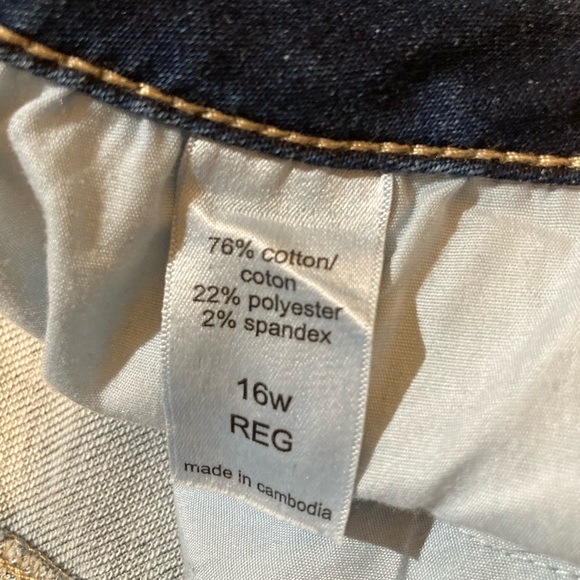 76% cotton/
coton
22% polyester
2% spandex
16w
REG
made in cambodia